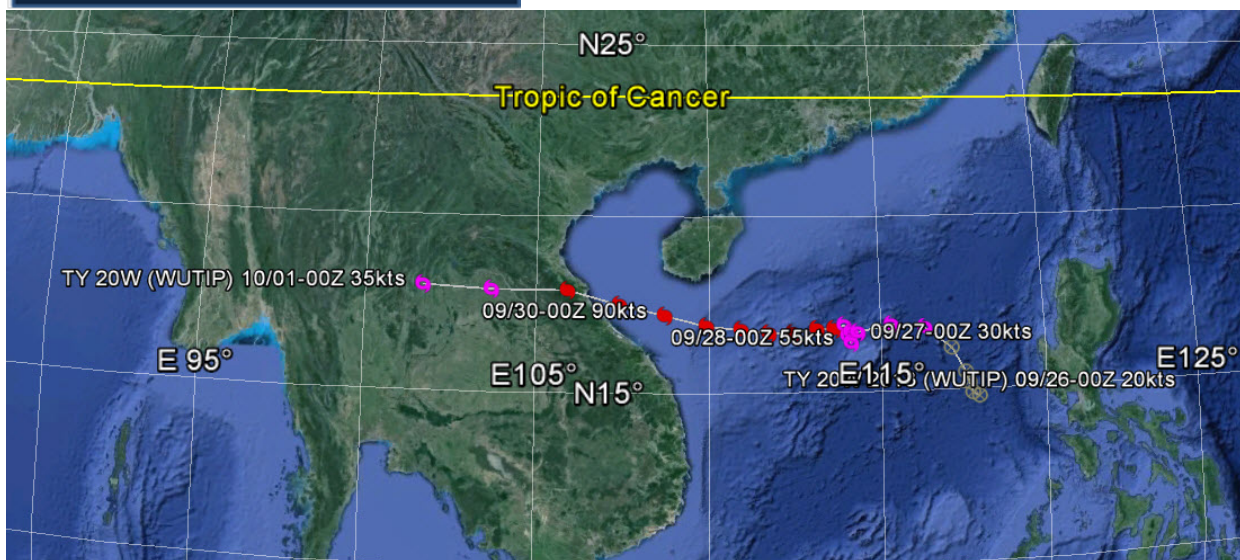 N25°
Tropic of Cancer
TY 20W (WUTIP) 10/01-00Z 35kts
09/30-00Z 90kts
09/28-00Z 55kts
09/27-00Z 30kts
E 95°
E105°
E115°
E125°
N15°
TY 20W (WUTIP) 09/26-00Z 20kts